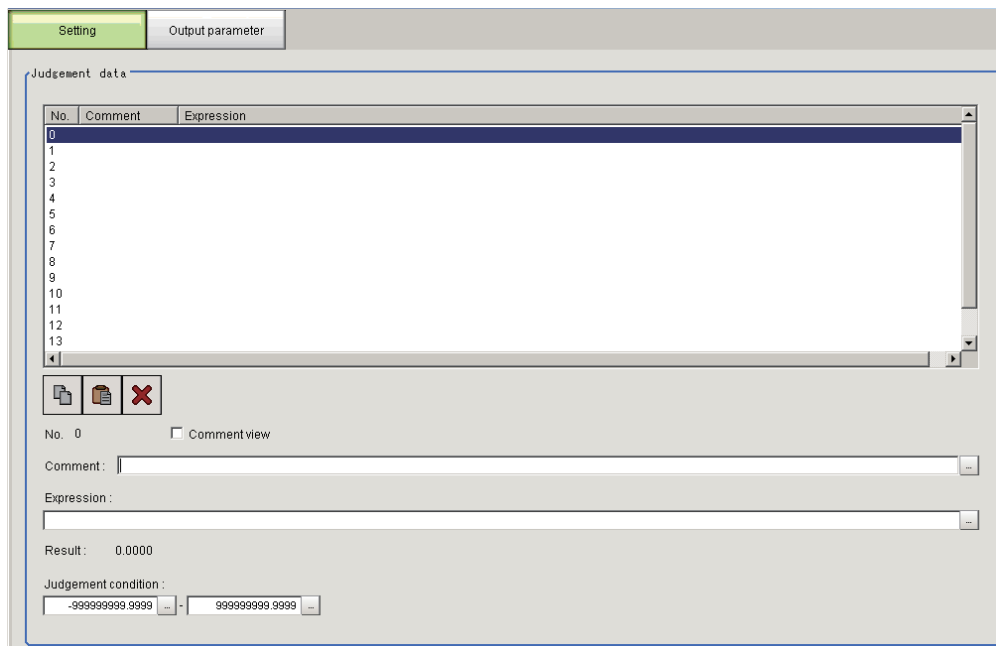 Setting Output parameter
Judgement data
No. Comment Expression
0
1
2
3
4
5
6
7
8
9
10
11
12
13
No. 0 Comment view
Comment : ...
Expression :
...
Result : 0.0000
Judgement condition :
-999999999.9999 ... - 999999999.9999 ...